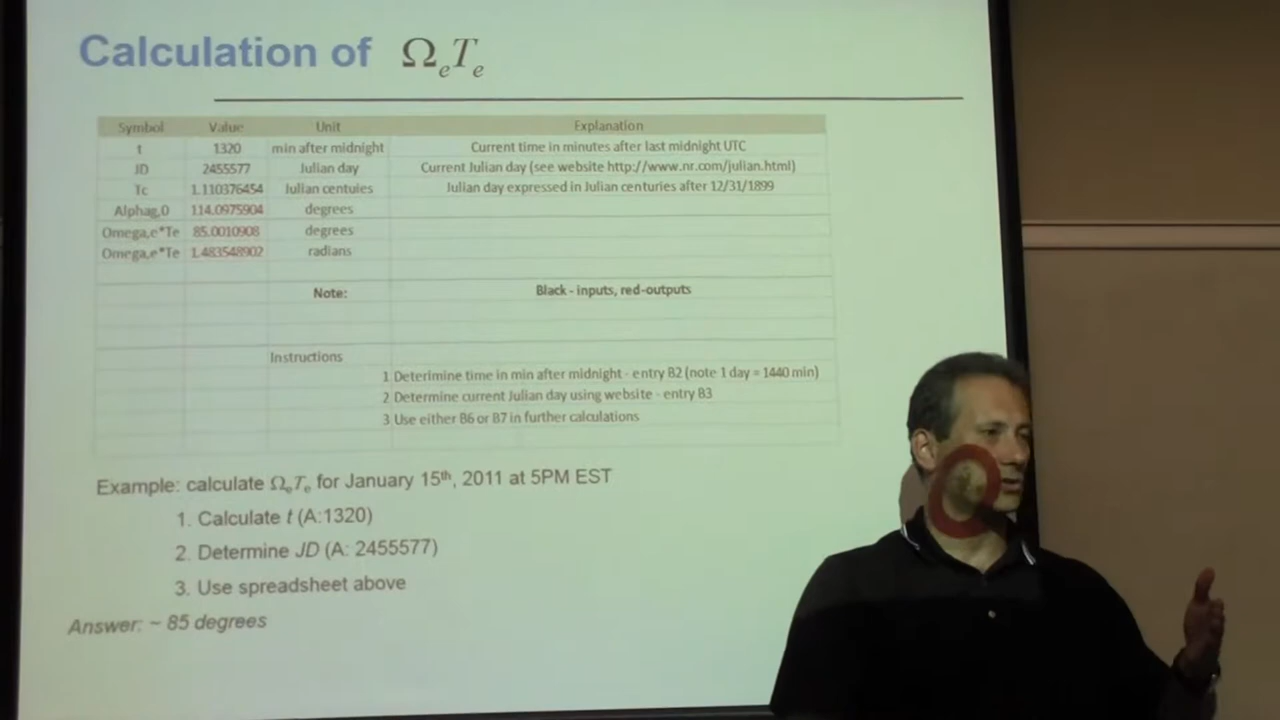 Calculation of ΩeTe
Symbol Value Unit Explanation
t 1320 min after midnight Current time in minutes after last midnight UTC
JD 2455577 Julian day Current Julian day (see website http://www.nr.com/julian.html)
Tc 1.110376454 Julian centuies Julian day expressed in Julian centuries after 12/31/1899
Alphag,0 114.0975904 degrees
Omega,e*Te 85.0010908 degrees
Omega,e*Te 1.483548902 radians
Note: Black - inputs, red-outputs
Instructions
1 Deterimine time in min after midnight - entry B2 (note 1 day = 1440 min)
2 Determine current Julian day using website - entry B3
3 Use either B6 or B7 in further calculations
Example: calculate ΩeTe for January 15th, 2011 at 5PM EST
1. Calculate t (A:1320)
2. Determine JD (A: 2455577)
3. Use spreadsheet above
Answer: ~ 85 degrees